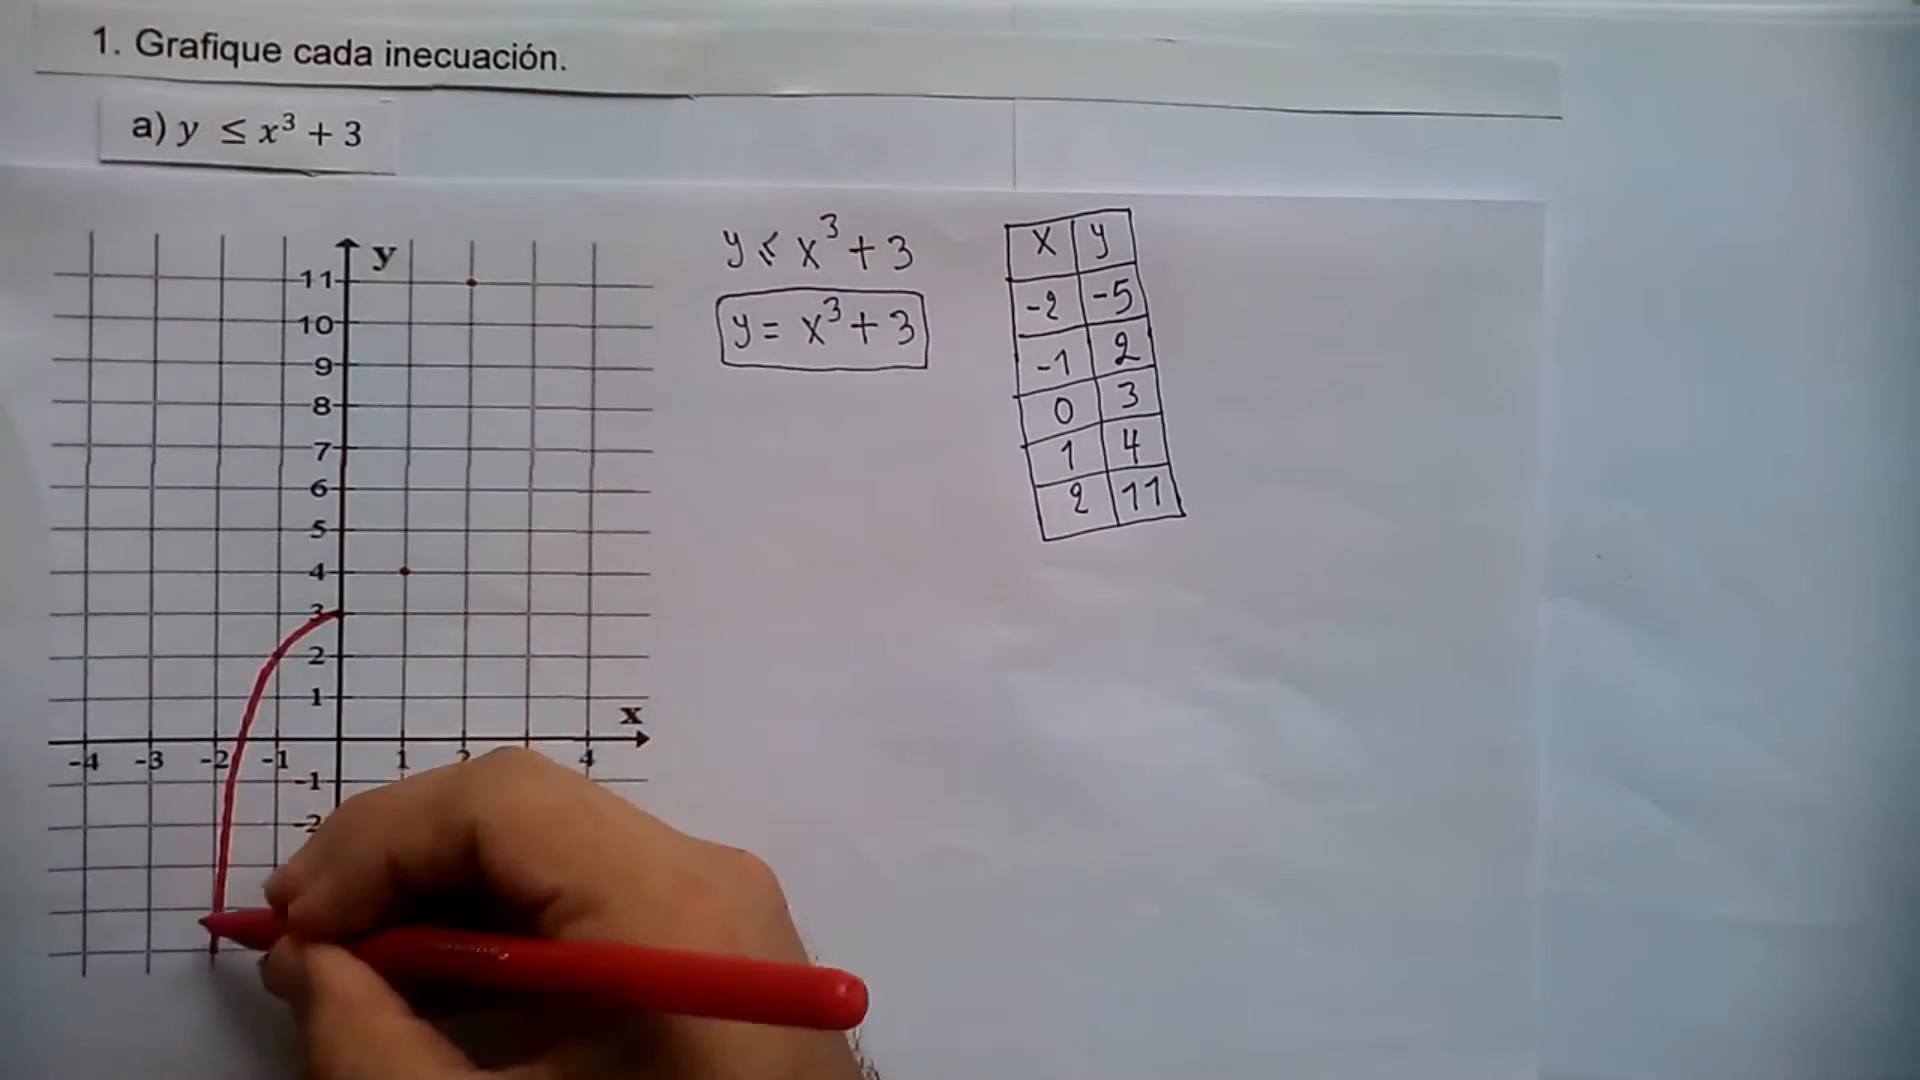 1. Grafique cada inecuación.
a) y ≤ x³ + 3
y ≤ x³ + 3
y = x³ + 3
x y
-2 -5
-1 2
0 3
1 4
2 11
y
11
10
9
8
7
6
5
4
3
2
1
x
-4 -3 -2 -1 1 2 4
-1
-2